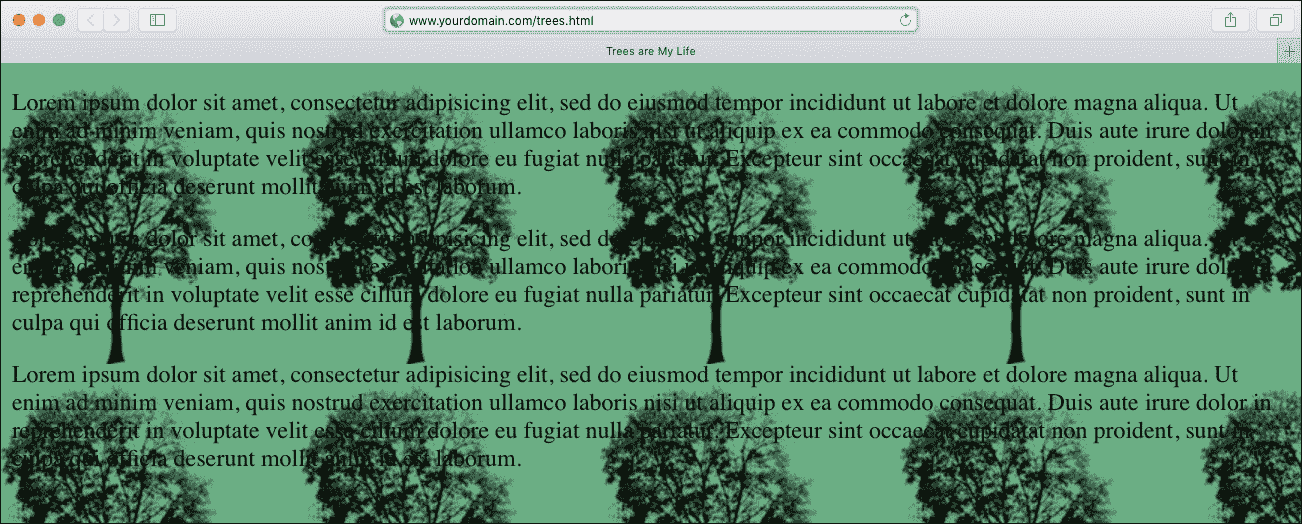 www.yourdomain.com/trees.html
Trees are My Life
Lorem ipsum dolor sit amet, consectetur adipisicing elit, sed do eiusmod tempor incididunt ut labore et dolore magna aliqua. Ut
enim ad minim veniam, quis nostrud exercitation ullamco laboris nisi ut aliquip ex ea commodo consequat. Duis aute irure dolor in
reprehenderit in voluptate velit esse cillum dolore eu fugiat nulla pariatur. Excepteur sint occaecat cupidatat non proident, sunt in
culpa qui officia deserunt mollit anim id est laborum.
Lorem ipsum dolor sit amet, consectetur adipisicing elit, sed do eiusmod tempor incididunt ut labore et dolore magna aliqua. Ut
enim ad minim veniam, quis nostrud exercitation ullamco laboris nisi ut aliquip ex ea commodo consequat. Duis aute irure dolor in
reprehenderit in voluptate velit esse cillum dolore eu fugiat nulla pariatur. Excepteur sint occaecat cupidatat non proident, sunt in
culpa qui officia deserunt mollit anim id est laborum.
Lorem ipsum dolor sit amet, consectetur adipisicing elit, sed do eiusmod tempor incididunt ut labore et dolore magna aliqua. Ut
enim ad minim veniam, quis nostrud exercitation ullamco laboris nisi ut aliquip ex ea commodo consequat. Duis aute irure dolor in
reprehenderit in voluptate velit esse cillum dolore eu fugiat nulla pariatur. Excepteur sint occaecat cupidatat non proident, sunt in
culpa qui officia deserunt mollit anim id est laborum.